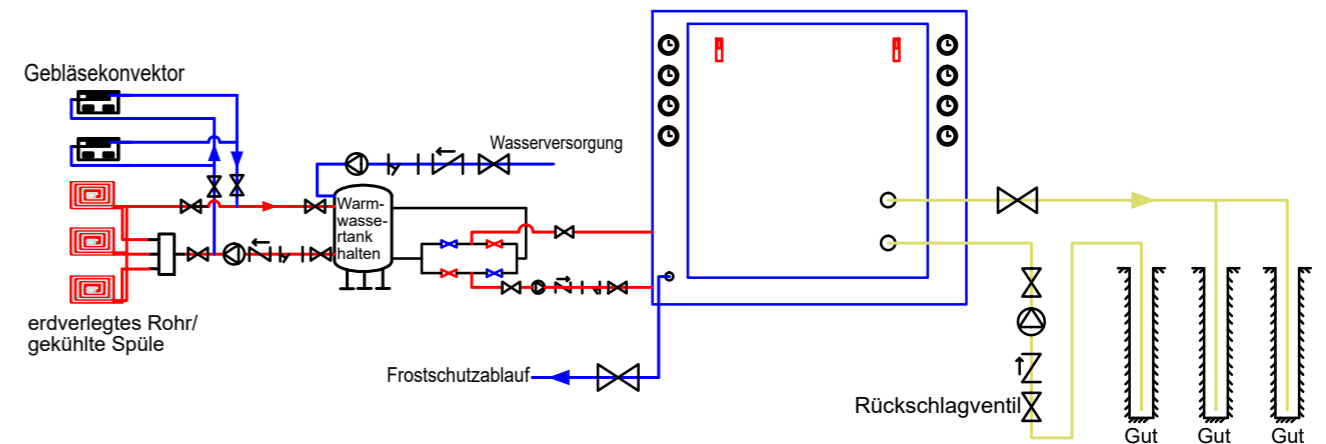 Gebläsekonvektor
Wasserversorgung
Warm-
wasse-
rtank
halten
erdverlegtes Rohr/
gekühlte Spüle
Frostschutzablauf
Rückschlagventil
Gut
Gut
Gut